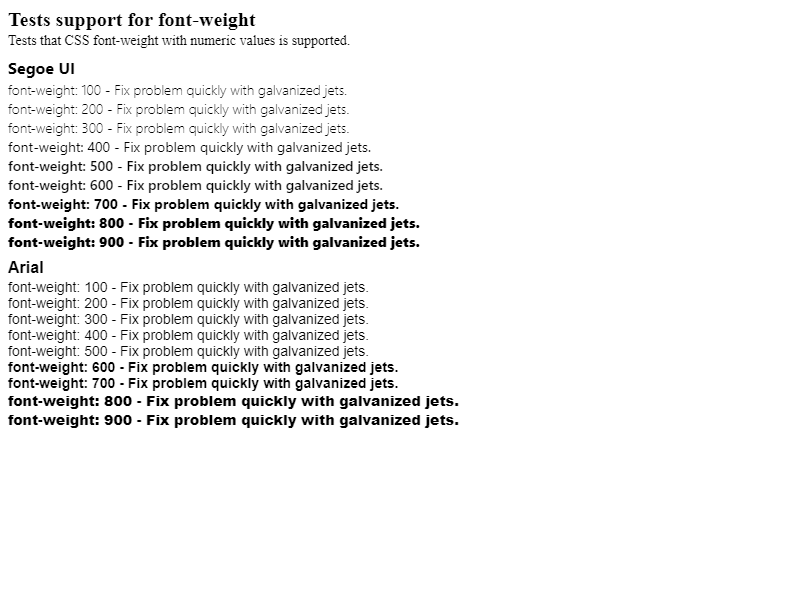 Tests support for font-weight
Tests that CSS font-weight with numeric values is supported.
Segoe UI
font-weight: 100 - Fix problem quickly with galvanized jets.
font-weight: 200 - Fix problem quickly with galvanized jets.
font-weight: 300 - Fix problem quickly with galvanized jets.
font-weight: 400 - Fix problem quickly with galvanized jets.
font-weight: 500 - Fix problem quickly with galvanized jets.
font-weight: 600 - Fix problem quickly with galvanized jets.
font-weight: 700 - Fix problem quickly with galvanized jets.
font-weight: 800 - Fix problem quickly with galvanized jets.
font-weight: 900 - Fix problem quickly with galvanized jets.
Arial
font-weight: 100 - Fix problem quickly with galvanized jets.
font-weight: 200 - Fix problem quickly with galvanized jets.
font-weight: 300 - Fix problem quickly with galvanized jets.
font-weight: 400 - Fix problem quickly with galvanized jets.
font-weight: 500 - Fix problem quickly with galvanized jets.
font-weight: 600 - Fix problem quickly with galvanized jets.
font-weight: 700 - Fix problem quickly with galvanized jets.
font-weight: 800 - Fix problem quickly with galvanized jets.
font-weight: 900 - Fix problem quickly with galvanized jets.